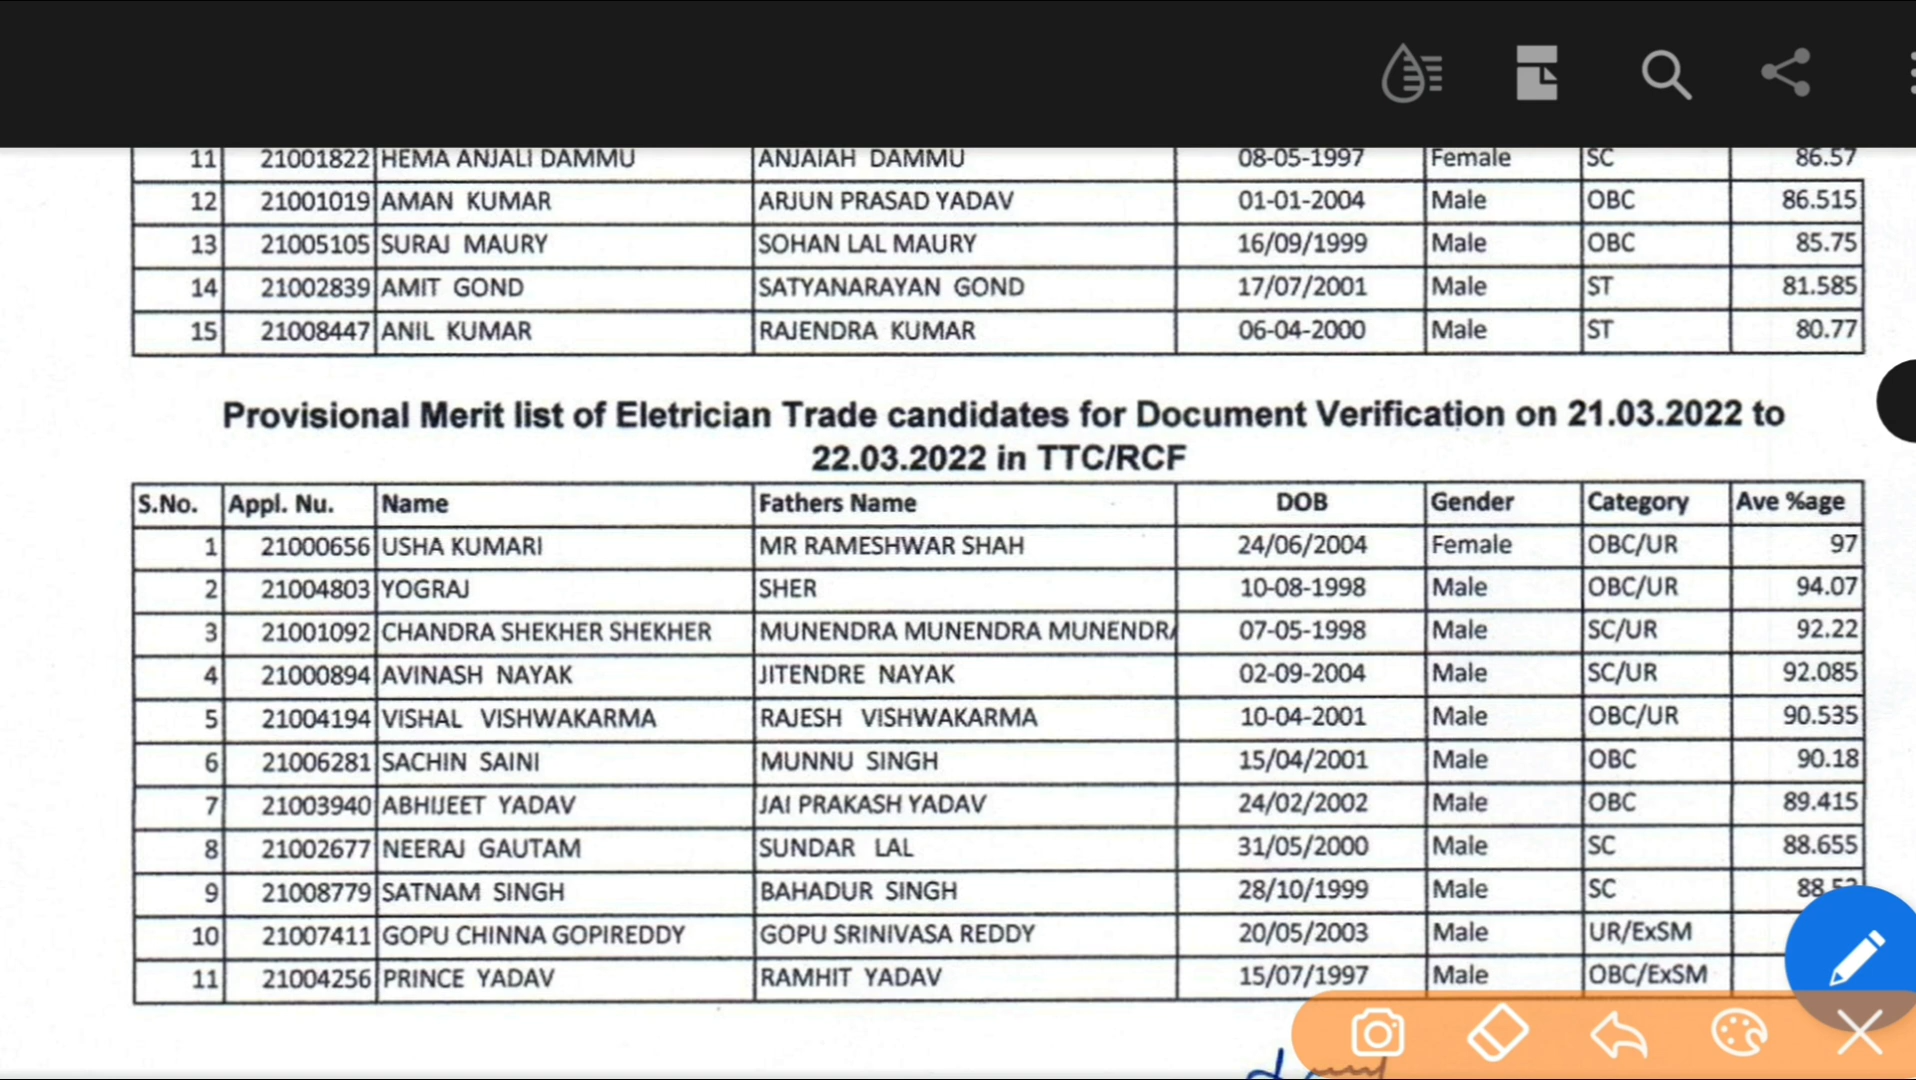 11 21001822 HEMA ANJALI DAMMU ANJAIAH DAMMU 08-05-1997 Female SC 86.57
12 21001019 AMAN KUMAR ARJUN PRASAD YADAV 01-01-2004 Male OBC 86.515
13 21005105 SURAJ MAURY SOHAN LAL MAURY 16/09/1999 Male OBC 85.75
14 21002839 AMIT GOND SATYANARAYAN GOND 17/07/2001 Male ST 81.585
15 21008447 ANIL KUMAR RAJENDRA KUMAR 06-04-2000 Male ST 80.77
Provisional Merit list of Eletrician Trade candidates for Document Verification on 21.03.2022 to
22.03.2022 in TTC/RCF
S.No. Appl. Nu. Name Fathers Name DOB Gender Category Ave %age
1 21000656 USHA KUMARI MR RAMESHWAR SHAH 24/06/2004 Female OBC/UR 97
2 21004803 YOGRAJ SHER 10-08-1998 Male OBC/UR 94.07
3 21001092 CHANDRA SHEKHER SHEKHER MUNENDRA MUNENDRA MUNENDRA 07-05-1998 Male SC/UR 92.22
4 21000894 AVINASH NAYAK JITENDRE NAYAK 02-09-2004 Male SC/UR 92.085
5 21004194 VISHAL VISHWAKARMA RAJESH VISHWAKARMA 10-04-2001 Male OBC/UR 90.535
6 21006281 SACHIN SAINI MUNNU SINGH 15/04/2001 Male OBC 90.18
7 21003940 ABHIJEET YADAV JAI PRAKASH YADAV 24/02/2002 Male OBC 89.415
8 21002677 NEERAJ GAUTAM SUNDAR LAL 31/05/2000 Male SC 88.655
9 21008779 SATNAM SINGH BAHADUR SINGH 28/10/1999 Male SC
10 21007411 GOPU CHINNA GOPIREDDY GOPU SRINIVASA REDDY 20/05/2003 Male UR/ExSM
11 21004256 PRINCE YADAV RAMHIT YADAV 15/07/1997 Male OBC/ExSM